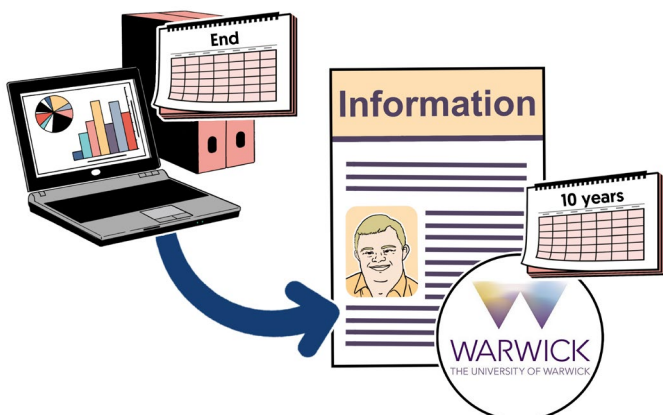 End
Information
10 years
WARWICK
THE UNIVERSITY OF WARWICK